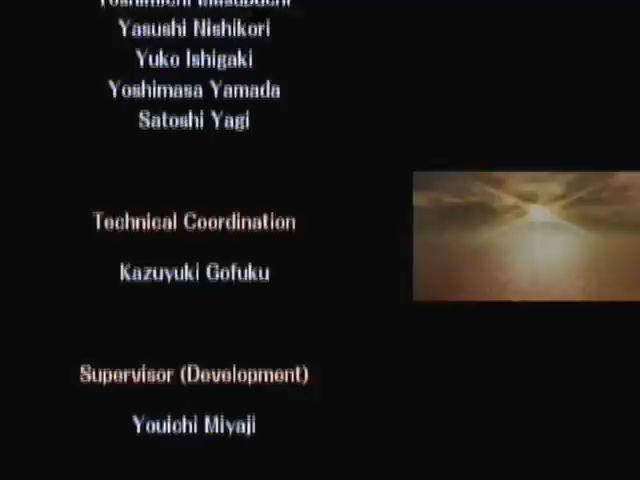 Yasushi Nishikori
Yuko Ishigaki
Yoshimasa Yamada
Satoshi Yagi
Technical Coordination
Kazuyuki Gofuku
Supervisor (Development)
Youichi Miyaji